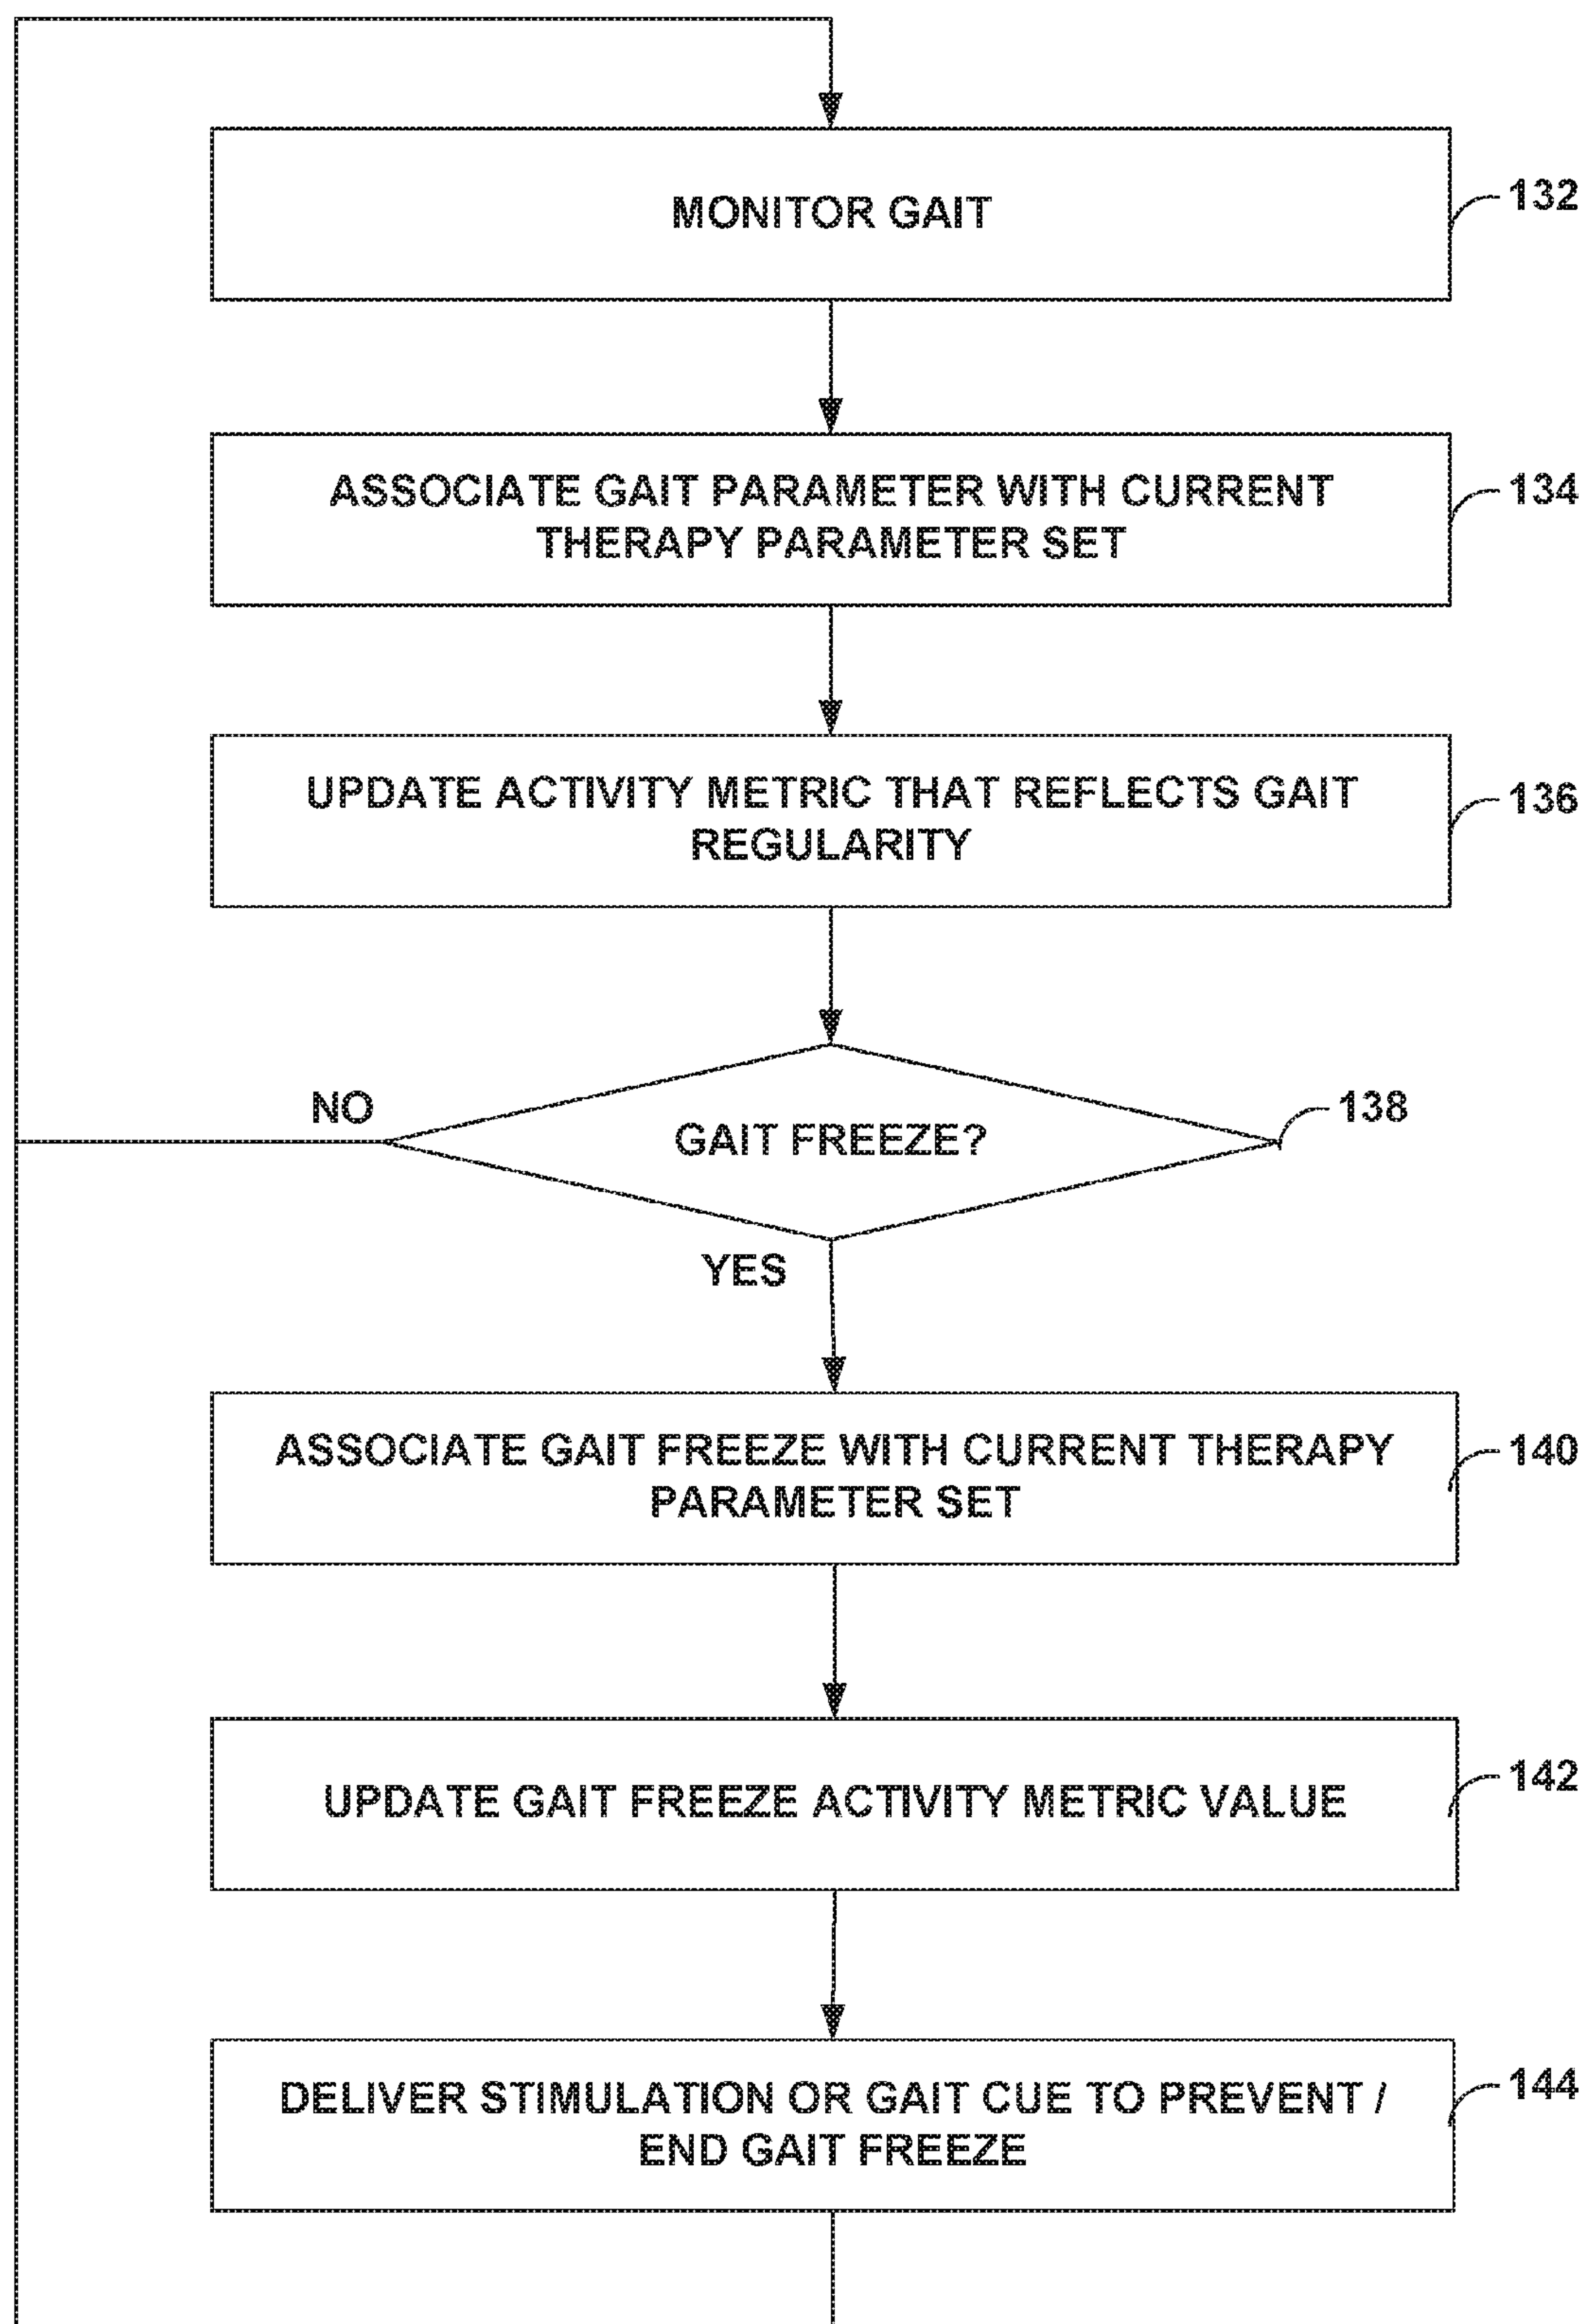 MONITOR GAIT
132
ASSOCIATE GAIT PARAMETER WITH CURRENT
THERAPY PARAMETER SET
134
UPDATE ACTIVITY METRIC THAT REFLECTS GAIT
REGULARITY
136
NO
GAIT FREEZE?
138
YES
ASSOCIATE GAIT FREEZE WITH CURRENT THERAPY
PARAMETER SET
140
UPDATE GAIT FREEZE ACTIVITY METRIC VALUE
142
DELIVER STIMULATION OR GAIT CUE TO PREVENT /
END GAIT FREEZE
144